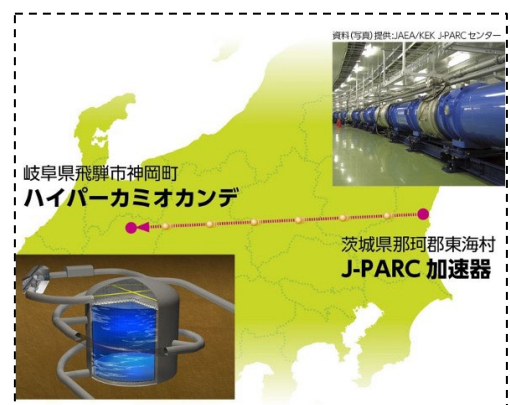 資料(写真)提供:JAEA/KEK J-PARCセンター
岐阜県飛騨市神岡町
ハイパーカミオカンデ
茨城県那珂郡東海村
J-PARC 加速器